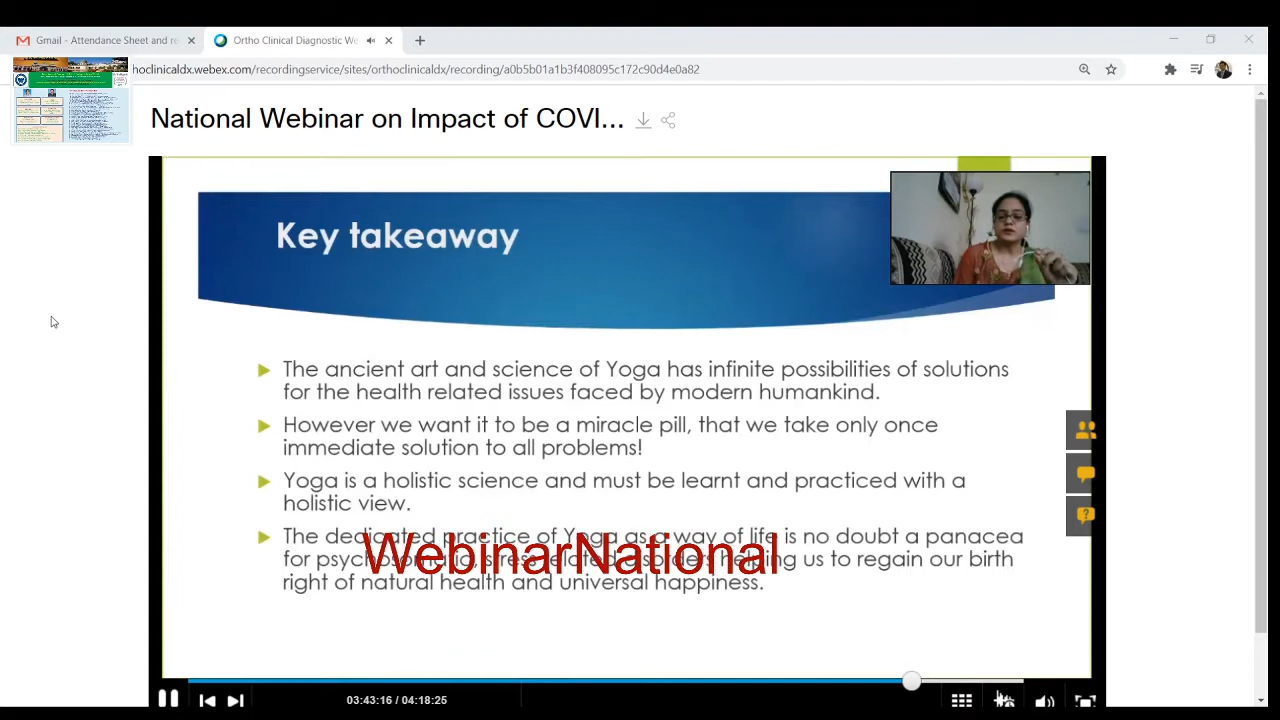 Gmail - Attendance Sheet and re
Ortho Clinical Diagnostic We
hoclinicaldx.webex.com/recordingservice/sites/orthoclinicaldx/recor
1b3f408095c172c90d4e0a82
National Webinar on Impact of COVI...
Key takeaway
The ancient art and science of Yoga has infinite possibilities of solutions
for the health related issues faced by modern humankind.
However we want it to be a miracle pill, that we take only once
immediate solution to all problems!
Yoga is a holistic science and must be learnt and practiced with a
holistic view.
The dedicated practice of Yoga as a way of life is no doubt a panacea
WebinarNational
for stress related disorders helping us to regain our birth
right of natural health and universal happiness.
03:43:16 / 04:18:25